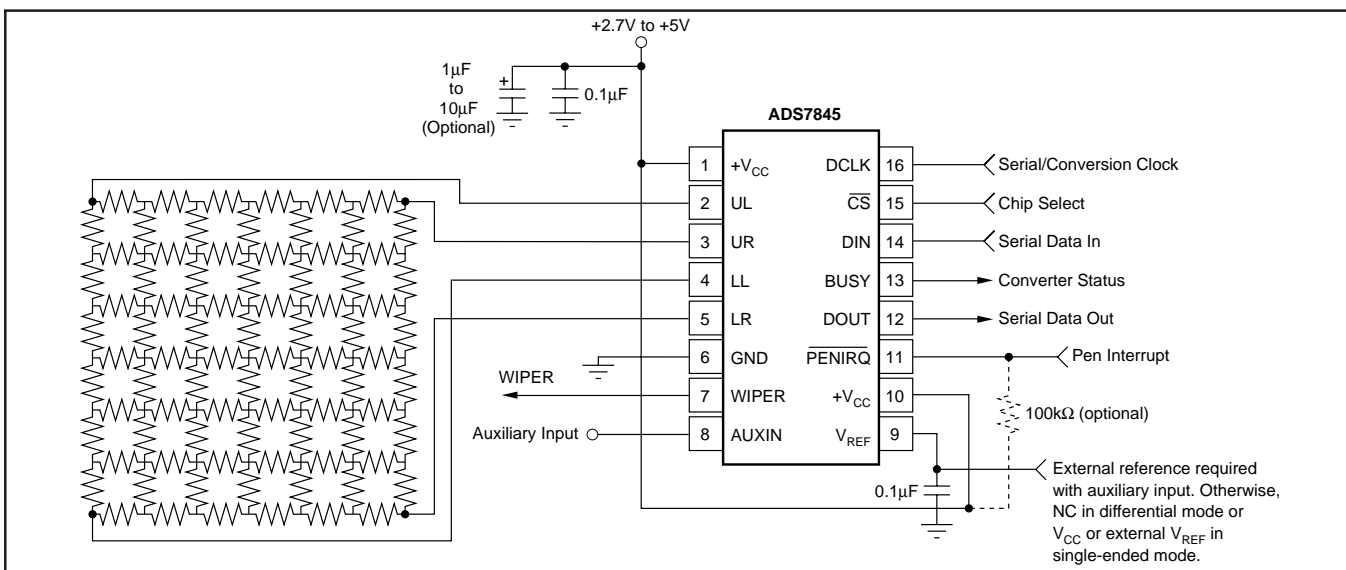 +2.7V to +5V
1µF
to
10µF
(Optional)
+
0.1µF
ADS7845
1 +VCC DCLK 16 Serial/Conversion Clock
2 UL CS 15 Chip Select
3 UR DIN 14 Serial Data In
4 LL BUSY 13 Converter Status
5 LR DOUT 12 Serial Data Out
6 GND PENIRQ 11 Pen Interrupt
WIPER 7 WIPER +VCC 10
100kΩ (optional)
Auxiliary Input 8 AUXIN VREF 9
0.1µF
External reference required
with auxiliary input. Otherwise,
NC in differential mode or
VCC or external VREF in
single-ended mode.